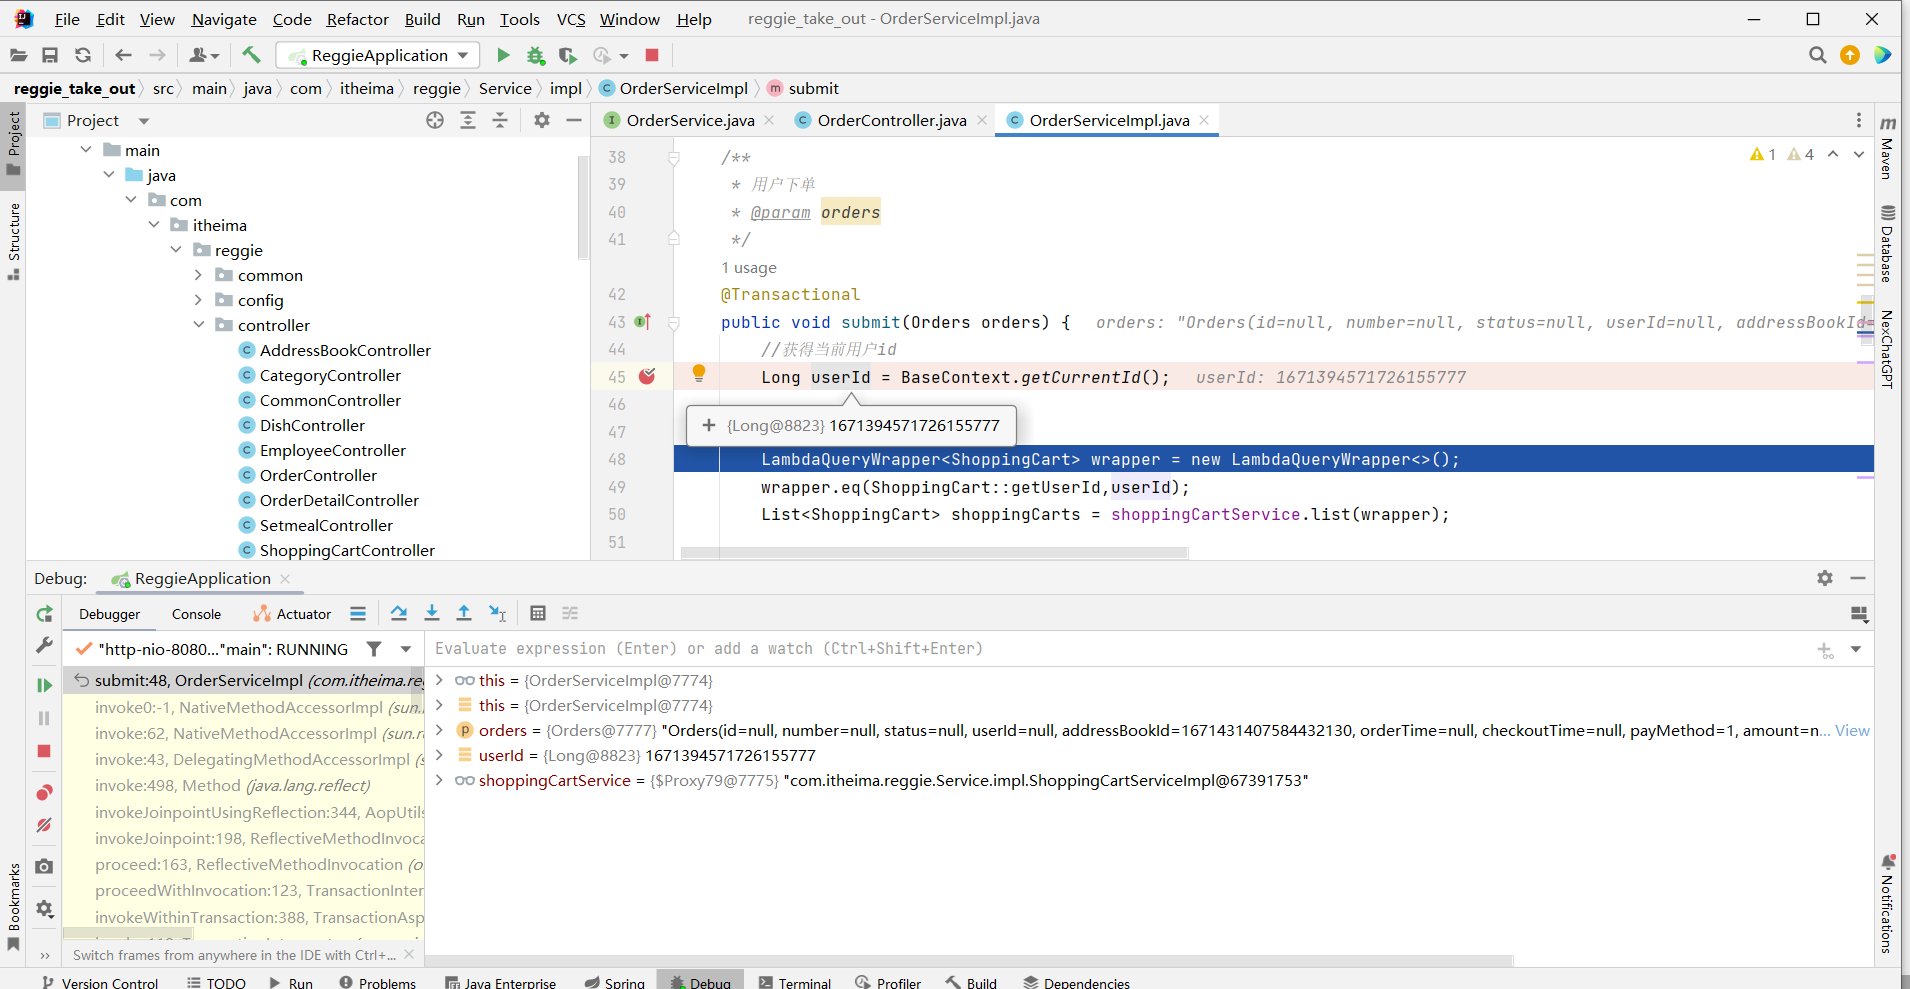 File Edit View Navigate Code Refactor Build Run Tools VCS Window Help reggie_take_out - OrderServiceImpl.java
ReggieApplication
reggie_take_out src main java com itheima reggie Service impl OrderServiceImpl submit
Project
OrderService.java OrderController.java OrderServiceImpl.java
Project
Structure
Bookmarks
main
java
com
itheima
reggie
common
config
controller
AddressBookController
CategoryController
CommonController
DishController
EmployeeController
OrderController
OrderDetailController
SetmealController
ShoppingCartController
1 4
38 /**
39 * 用户下单
40 * @param orders
41 */
1 usage
42 @Transactional
43 public void submit(Orders orders) { orders: "Orders(id=null, number=null, status=null, userId=null, addressBookId=
44 //获得当前用户id
45 Long userId = BaseContext.getCurrentId(); userId: 1671394571726155777
46
47 + {Long@8823} 1671394571726155777
48 LambdaQueryWrapper<ShoppingCart> wrapper = new LambdaQueryWrapper<>();
49 wrapper.eq(ShoppingCart::getUserId,userId);
50 List<ShoppingCart> shoppingCarts = shoppingCartService.list(wrapper);
51
Maven
Database
NexChatGPT
Notifications
Debug: ReggieApplication
Debugger Console Actuator
"http-nio-8080..."main": RUNNING
submit:48, OrderServiceImpl (com.itheima.reg
invoke0:-1, NativeMethodAccessorImpl (sun.r
invoke:62, NativeMethodAccessorImpl (sun.re
invoke:43, DelegatingMethodAccessorImpl (s
invoke:498, Method (java.lang.reflect)
invokeJoinpointUsingReflection:344, AopUtils
invokeJoinpoint:198, ReflectiveMethodInvoca
proceed:163, ReflectiveMethodInvocation (o
proceedWithInvocation:123, TransactionInter
invokeWithinTransaction:388, TransactionAsp
Switch frames from anywhere in the IDE with Ctrl+...
Evaluate expression (Enter) or add a watch (Ctrl+Shift+Enter)
this = {OrderServiceImpl@7774}
this = {OrderServiceImpl@7774}
orders = {Orders@7777} "Orders(id=null, number=null, status=null, userId=null, addressBookId=1671431407584432130, orderTime=null, checkoutTime=null, payMethod=1, amount=n... View
userId = {Long@8823} 1671394571726155777
shoppingCartService = {$Proxy79@7775} "com.itheima.reggie.Service.impl.ShoppingCartServiceImpl@67391753"
Version Control TODO Run Problems Java Enterprise Spring Debug Terminal Profiler Build Dependencies